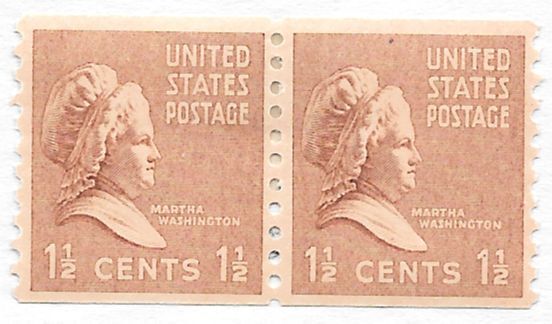 UNITED
STATES
POSTAGE
MARTHA
WASHINGTON
1½ CENTS 1½
UNITED
STATES
POSTAGE
MARTHA
WASHINGTON
1½ CENTS 1½